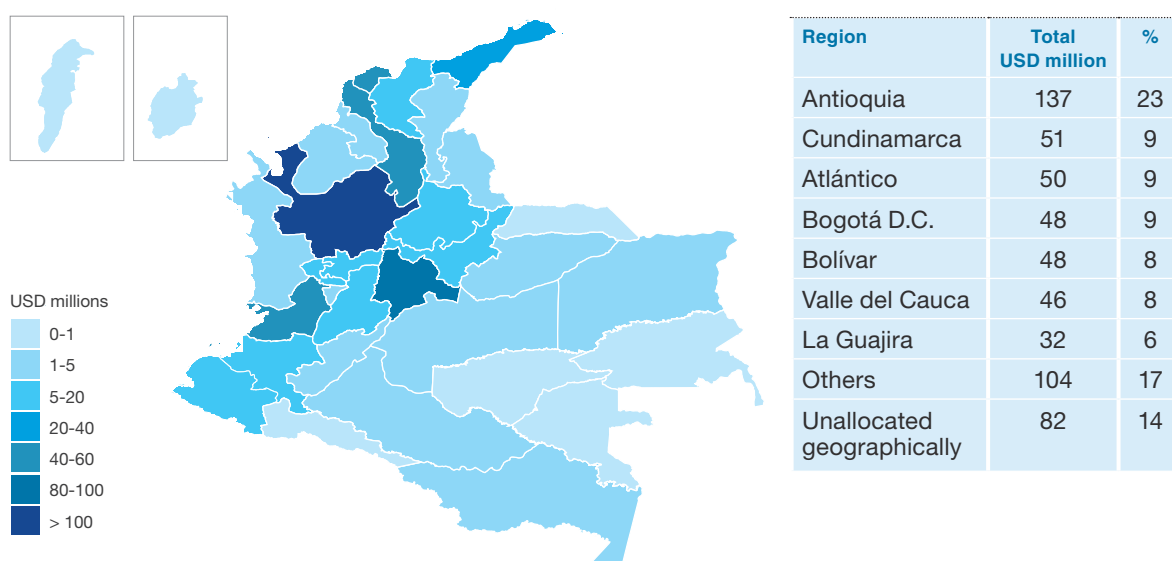 USD millions
0-1
1-5
5-20
20-40
40-60
80-100
> 100
Region Total USD million %
Antioquia 137 23
Cundinamarca 51 9
Atlántico 50 9
Bogotá D.C. 48 9
Bolívar 48 8
Valle del Cauca 46 8
La Guajira 32 6
Others 104 17
Unallocated 82 14
geographically